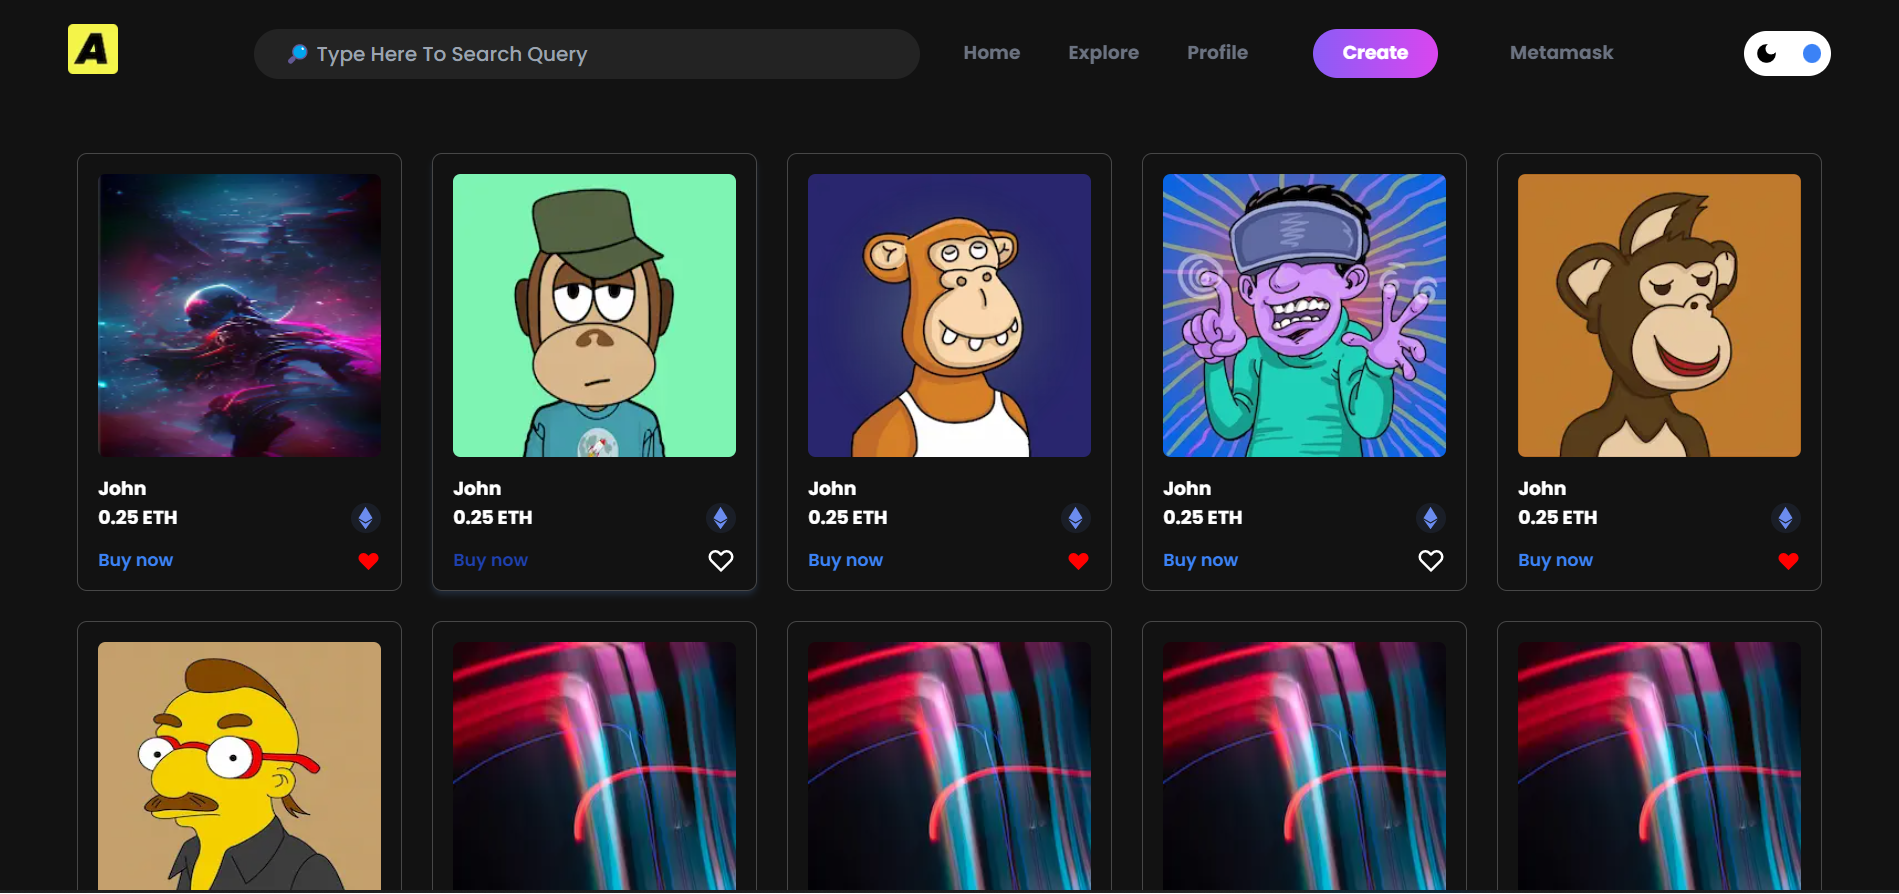 A
Type Here To Search Query
Home
Explore
Profile
Create
Metamask
John
0.25 ETH
Buy now
John
0.25 ETH
Buy now
John
0.25 ETH
Buy now
John
0.25 ETH
Buy now
John
0.25 ETH
Buy now